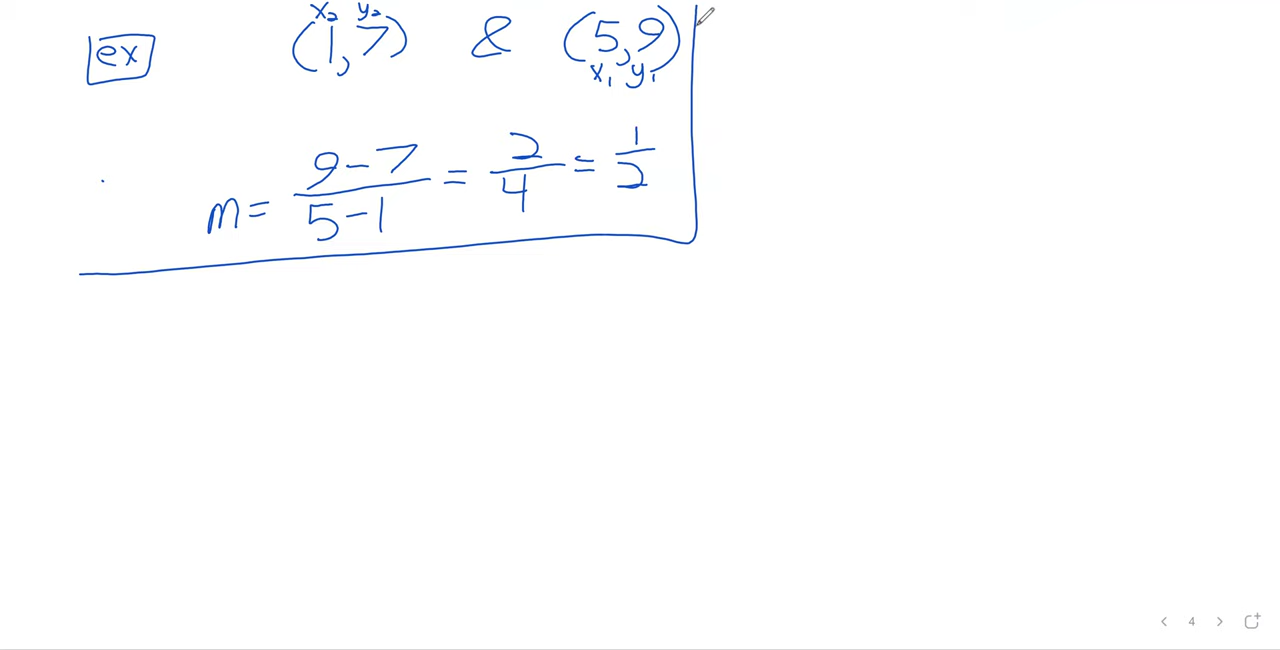 x₂ y₂
ex (1, 7) & (5, 9)
x₁ y₁
m = (9 - 7)/(5 - 1) = 2/4 = 1/2
4